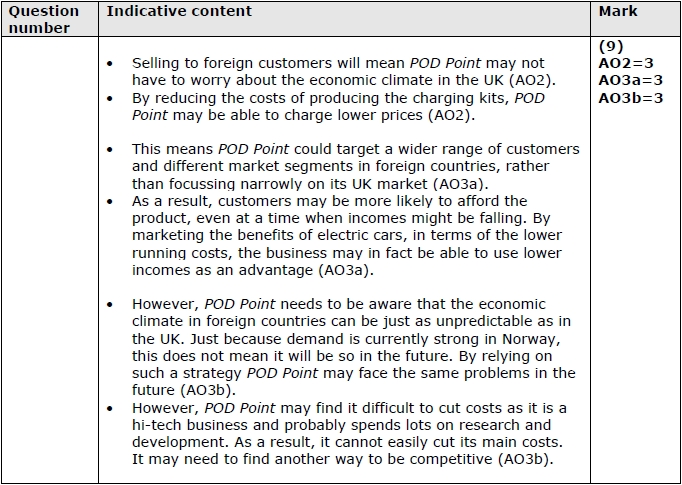 Question number
Indicative content
Mark
(9)
AO2=3
AO3a=3
AO3b=3
• Selling to foreign customers will mean POD Point may not
have to worry about the economic climate in the UK (AO2).
• By reducing the costs of producing the charging kits, POD
Point may be able to charge lower prices (AO2).
• This means POD Point could target a wider range of customers
and different market segments in foreign countries, rather
than focussing narrowly on its UK market (AO3a).
• As a result, customers may be more likely to afford the
product, even at a time when incomes might be falling. By
marketing the benefits of electric cars, in terms of the lower
running costs, the business may in fact be able to use lower
incomes as an advantage (AO3a).
• However, POD Point needs to be aware that the economic
climate in foreign countries can be just as unpredictable as in
the UK. Just because demand is currently strong in Norway,
this does not mean it will be so in the future. By relying on
such a strategy POD Point may face the same problems in the
future (AO3b).
• However, POD Point may find it difficult to cut costs as it is a
hi-tech business and probably spends lots on research and
development. As a result, it cannot easily cut its main costs.
It may need to find another way to be competitive (AO3b).